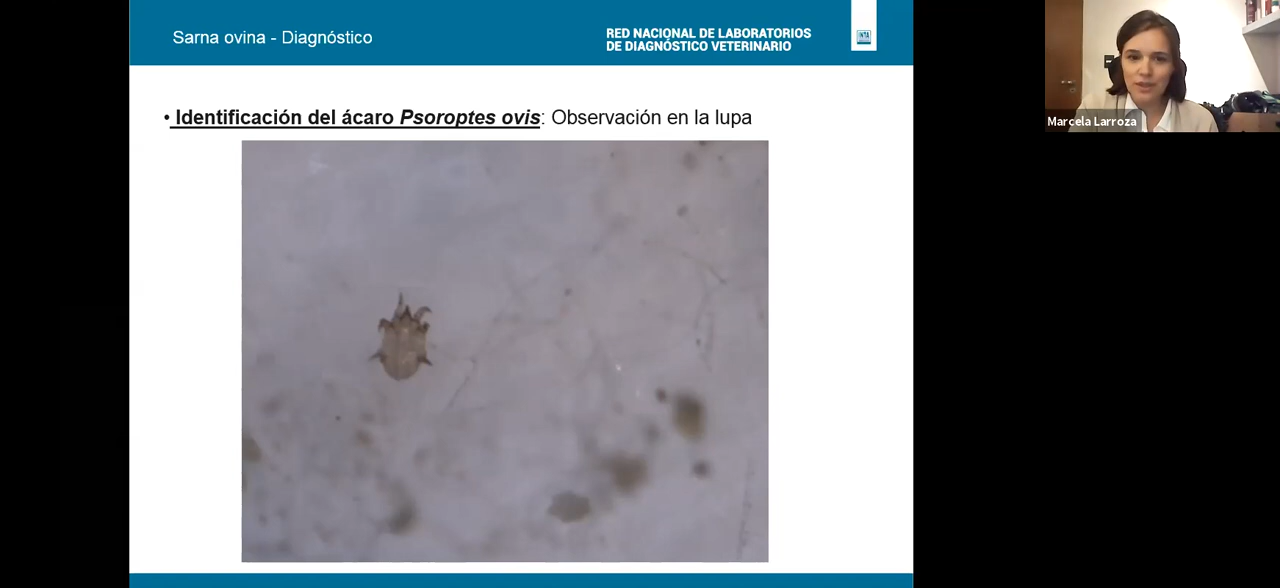 Sarna ovina - Diagnóstico
RED NACIONAL DE LABORATORIOS
DE DIAGNÓSTICO VETERINARIO
INTA
• Identificación del ácaro Psoroptes ovis: Observación en la lupa
Marcela Larroza